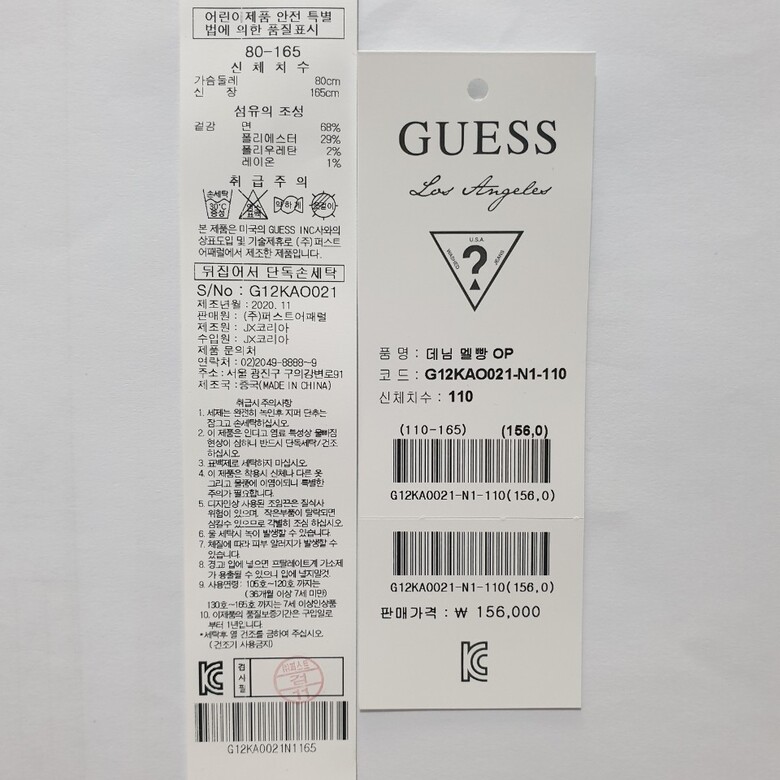 어린이제품 안전 특별
법에 의한 품질표시
80-165
신 체 치 수
가슴둘레 80cm
신 장 165cm
섬유의 조성
겉감 면 68%
폴리에스터 29%
폴리우레탄 2%
레이온 1%
취 급 주 의
손세탁
30℃
중성
염소
표백
약하게
본 제품은 미국의 GUESS INC사와의
상표도입 및 기술제휴로 (주)퍼스트
어패럴에서 제조한 제품입니다.
뒤집어서 단독손세탁
S/No : G12KAO021
제조년월 : 2020. 11
판매원 : (주)퍼스트어패럴
제조원 : JX코리아
수입원 : JX코리아
제품 문의처
연락처 : 02)2049-8888~9
주소 : 서울 광진구 구의강변로91
제조국 : 중국(MADE IN CHINA)
취급시 주의사항
1. 세제는 완전히 녹인후 지퍼 단추는
잠그고 손세탁하십시오.
2. 이 제품은 인디고 염료 특성상 물빠짐
현상이 심하니 반드시 단독세탁/건조
하십시오.
3. 표백제로 세탁하지 마십시오.
4. 이 제품은 착용시 신체나 다른 옷
그리고 물품에 이염이되니 특별한
주의가 필요합니다.
5. 디자인상 사용된 조임끈은 질식사
위험이 있으며, 작은부품이 탈락되면
삼킬수 있으므로 각별히 조심 하십시오.
6. 물 세탁시 녹이 발생할 수 있습니다.
7. 체질에 따라 피부 알러지가 발생할 수
있습니다.
8. 경고! 입에 넣으면 프탈레이트계 가소제
가 용출될 수 있으니 입에 넣지말것
9. 사용연령 : 105호~120호 까지는
(36개월 이상 7세 미만)
130호~165호 까지는 7세 이상인상품
10. 이제품의 품질보증기간은 구입일로
부터 1년입니다.
*세탁후 열 건조를 금하여 주십시오.
(건조기 사용금지)
검
사
필
검
11
G12KA0021N1165
GUESS
Los Angeles
U.S.A.
?
JEANS
품 명 : 데님 멜빵 OP
코 드 : G12KAO021-N1-110
신체치수 : 110
(110-165) (156,0)
G12KA0021-N1-110(156,0)
G12KA0021-N1-110(156,0)
판매가격 : ₩ 156,000